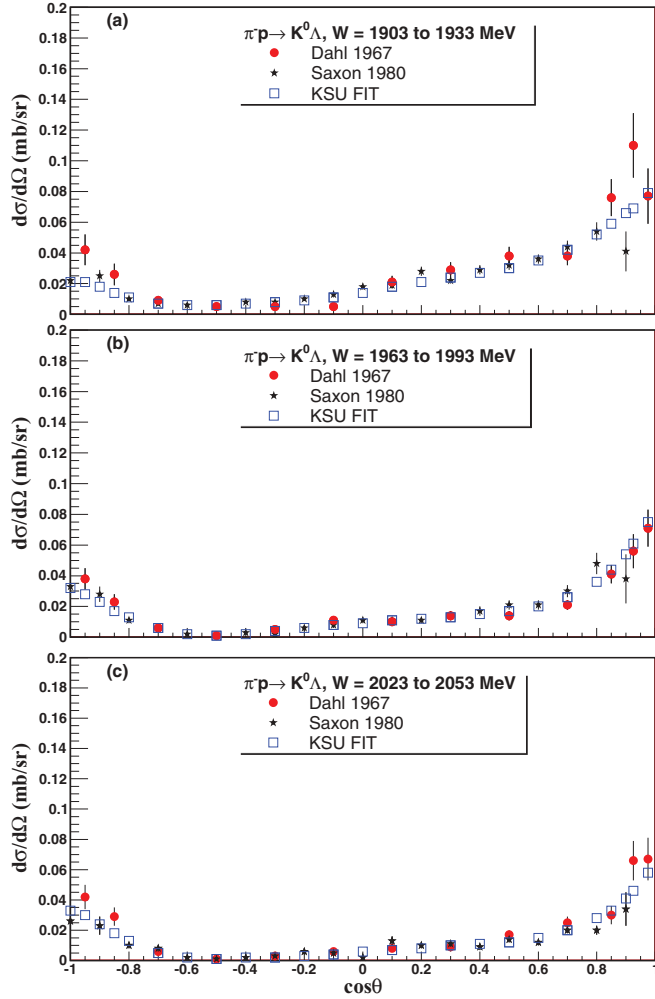 (a)
π⁻p→ K⁰Λ, W = 1903 to 1933 MeV
Dahl 1967
Saxon 1980
KSU FIT
dσ/dΩ (mb/sr)
0.2
0.18
0.16
0.14
0.12
0.1
0.08
0.06
0.04
0.02
0
(b)
π⁻p→ K⁰Λ, W = 1963 to 1993 MeV
Dahl 1967
Saxon 1980
KSU FIT
dσ/dΩ (mb/sr)
0.2
0.18
0.16
0.14
0.12
0.1
0.08
0.06
0.04
0.02
0
(c)
π⁻p→ K⁰Λ, W = 2023 to 2053 MeV
Dahl 1967
Saxon 1980
KSU FIT
dσ/dΩ (mb/sr)
0.2
0.18
0.16
0.14
0.12
0.1
0.08
0.06
0.04
0.02
0
-1 -0.8 -0.6 -0.4 -0.2 0 0.2 0.4 0.6 0.8 1
cosθ